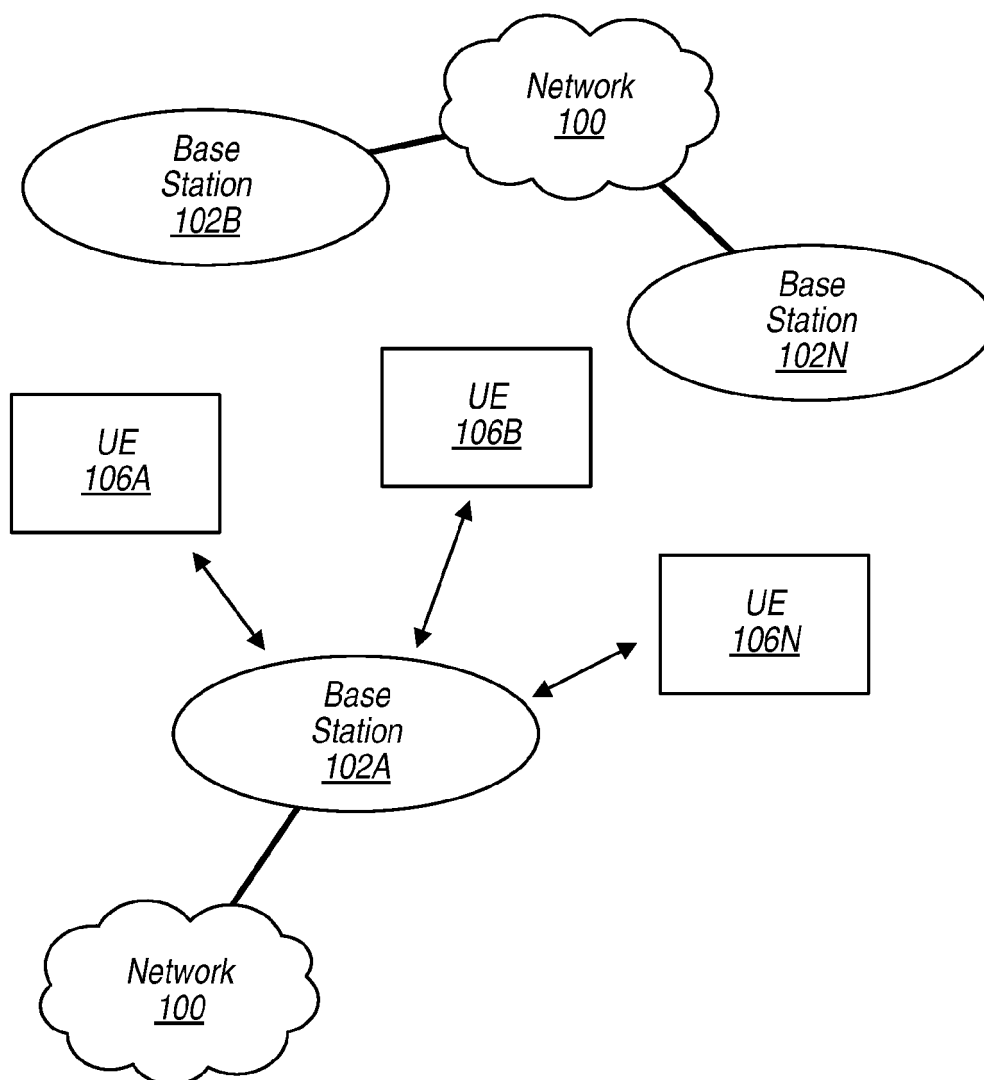 Network
100
Base
Station
102B
Base
Station
102N
UE
106A
UE
106B
UE
106N
Base
Station
102A
Network
100